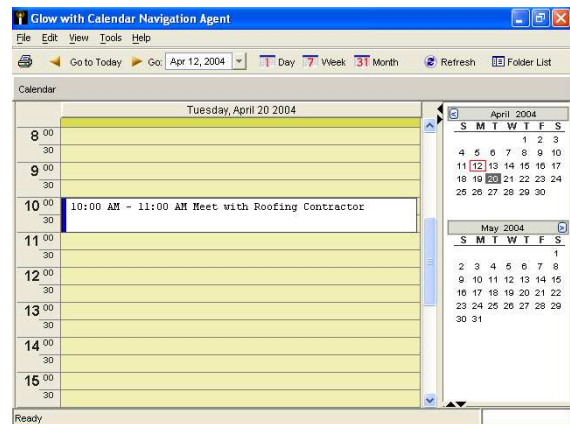 Glow with Calendar Navigation Agent
File Edit View Tools Help
Go to Today Go: Apr 12, 2004 1 Day 7 Week 31 Month Refresh Folder List
Calendar
Tuesday, April 20 2004
8 00
30
9 00
30
10 00 10:00 AM - 11:00 AM Meet with Roofing Contractor
30
11 00
30
12 00
30
13 00
30
14 00
30
15 00
30
April 2004
S M T W T F S
1 2 3
4 5 6 7 8 9 10
11 12 13 14 15 16 17
18 19 20 21 22 23 24
25 26 27 28 29 30
May 2004
S M T W T F S
1
2 3 4 5 6 7 8
9 10 11 12 13 14 15
16 17 18 19 20 21 22
23 24 25 26 27 28 29
30 31
Ready